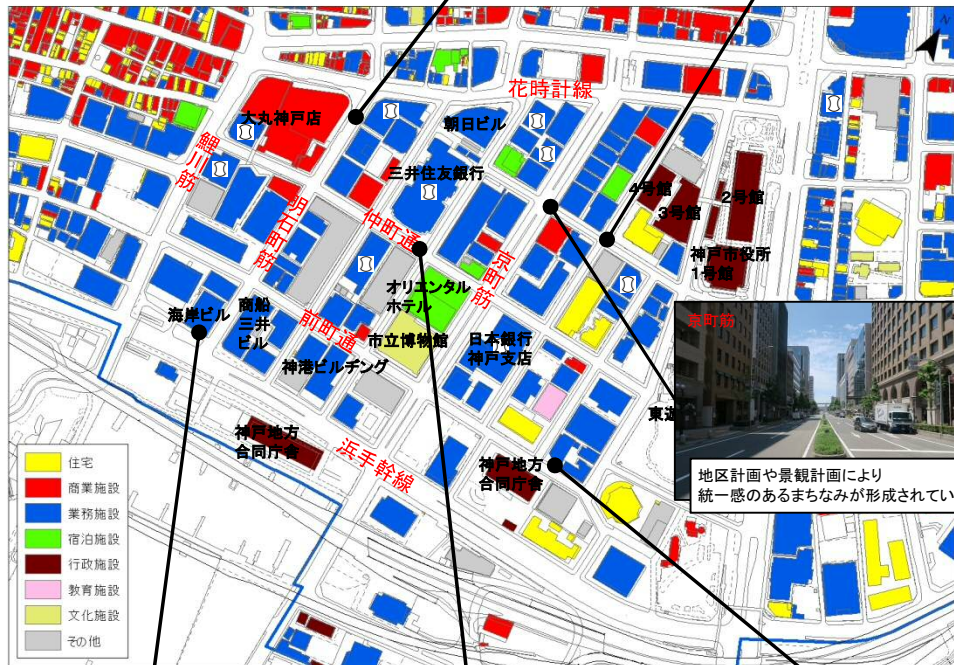 N
花時計線
大丸神戸店
朝日ビル
鯉川筋
三井住友銀行
4号館
3号館
2号館
明石町筋
仲町通
神戸市役所
1号館
京町筋
オリエンタル
ホテル
海岸ビル
商船
三井
ビル
前町通
市立博物館
日本銀行
神戸支店
神港ビルヂング
京町筋
東遊
神戸地方
合同庁舎
浜手幹線
神戸地方
合同庁舎
地区計画や景観計画により
統一感のあるまちなみが形成されてい
住宅
商業施設
業務施設
宿泊施設
行政施設
教育施設
文化施設
その他